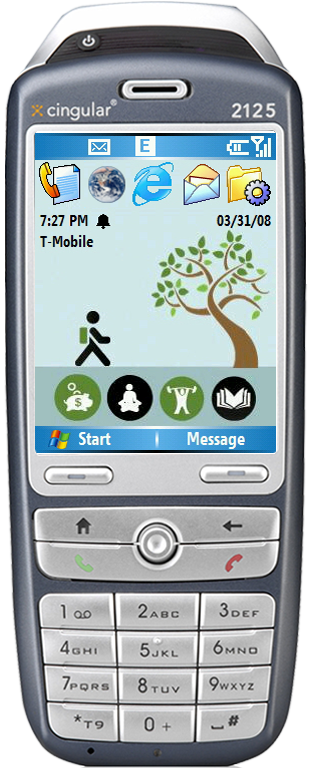 cingular®
2125
E
7:27 PM 03/31/08
T-Mobile
$
Start Message
1
2ABC
3DEF
4GHI
5JKL
6MNO
7PQRS
8TUV
9WXYZ
*T9
0 +
#